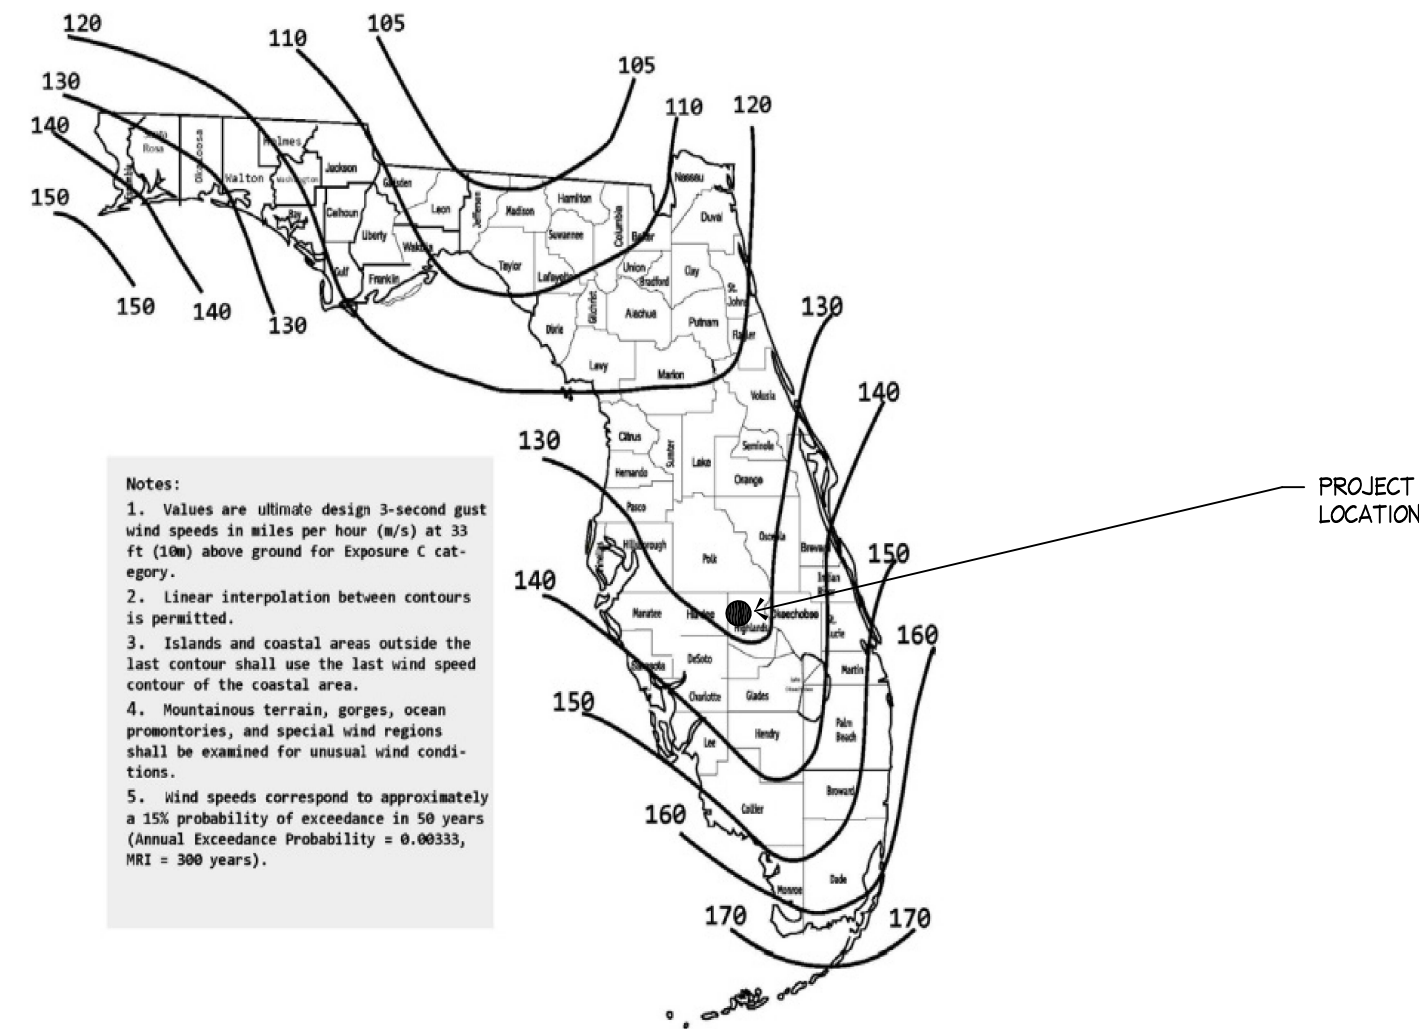 120
110
105
105
130
110
120
140
150
150
140
130
Santa
Rosa
Okaloosa
Walton
Holmes
Washington
Jackson
Bay
Calhoun
Gulf
Liberty
Franklin
Gadsden
Leon
Wakulla
Jefferson
Madison
Taylor
Hamilton
Suwannee
Lafayette
Columbia
Baker
Nassau
Duval
Union
Bradford
Clay
St.
Johns
Dixie
Gilchrist
Alachua
Putnam
Flagler
Levy
Marion
Volusia
130
140
130
Citrus
Sumter
Lake
Seminole
Hernando
Orange
Pasco
Hillsborough
Polk
Osceola
Brevard
Indian
River
140
150
Manatee
Hardee
Highlands
Okeechobee
St.
Lucie
160
Sarasota
DeSoto
Martin
150
Charlotte
Glades
Lee
Hendry
Palm
Beach
160
Collier
Broward
Monroe
Dade
170
170
PROJECT
LOCATION
Notes:
1. Values are ultimate design 3-second gust
wind speeds in miles per hour (m/s) at 33
ft (10m) above ground for Exposure C cat-
egory.
2. Linear interpolation between contours
is permitted.
3. Islands and coastal areas outside the
last contour shall use the last wind speed
contour of the coastal area.
4. Mountainous terrain, gorges, ocean
promontories, and special wind regions
shall be examined for unusual wind condi-
tions.
5. Wind speeds correspond to approximately
a 15% probability of exceedance in 50 years
(Annual Exceedance Probability = 0.00333,
MRI = 300 years).